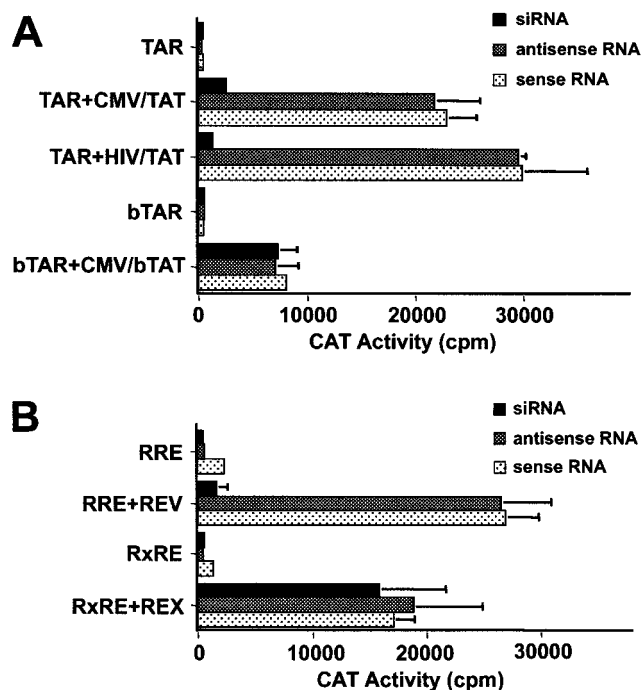 A
siRNA
antisense RNA
sense RNA
TAR
TAR+CMV/TAT
TAR+HIV/TAT
bTAR
bTAR+CMV/bTAT
0 10000 20000 30000
CAT Activity (cpm)
B
siRNA
antisense RNA
sense RNA
RRE
RRE+REV
RxRE
RxRE+REX
0 10000 20000 30000
CAT Activity (cpm)